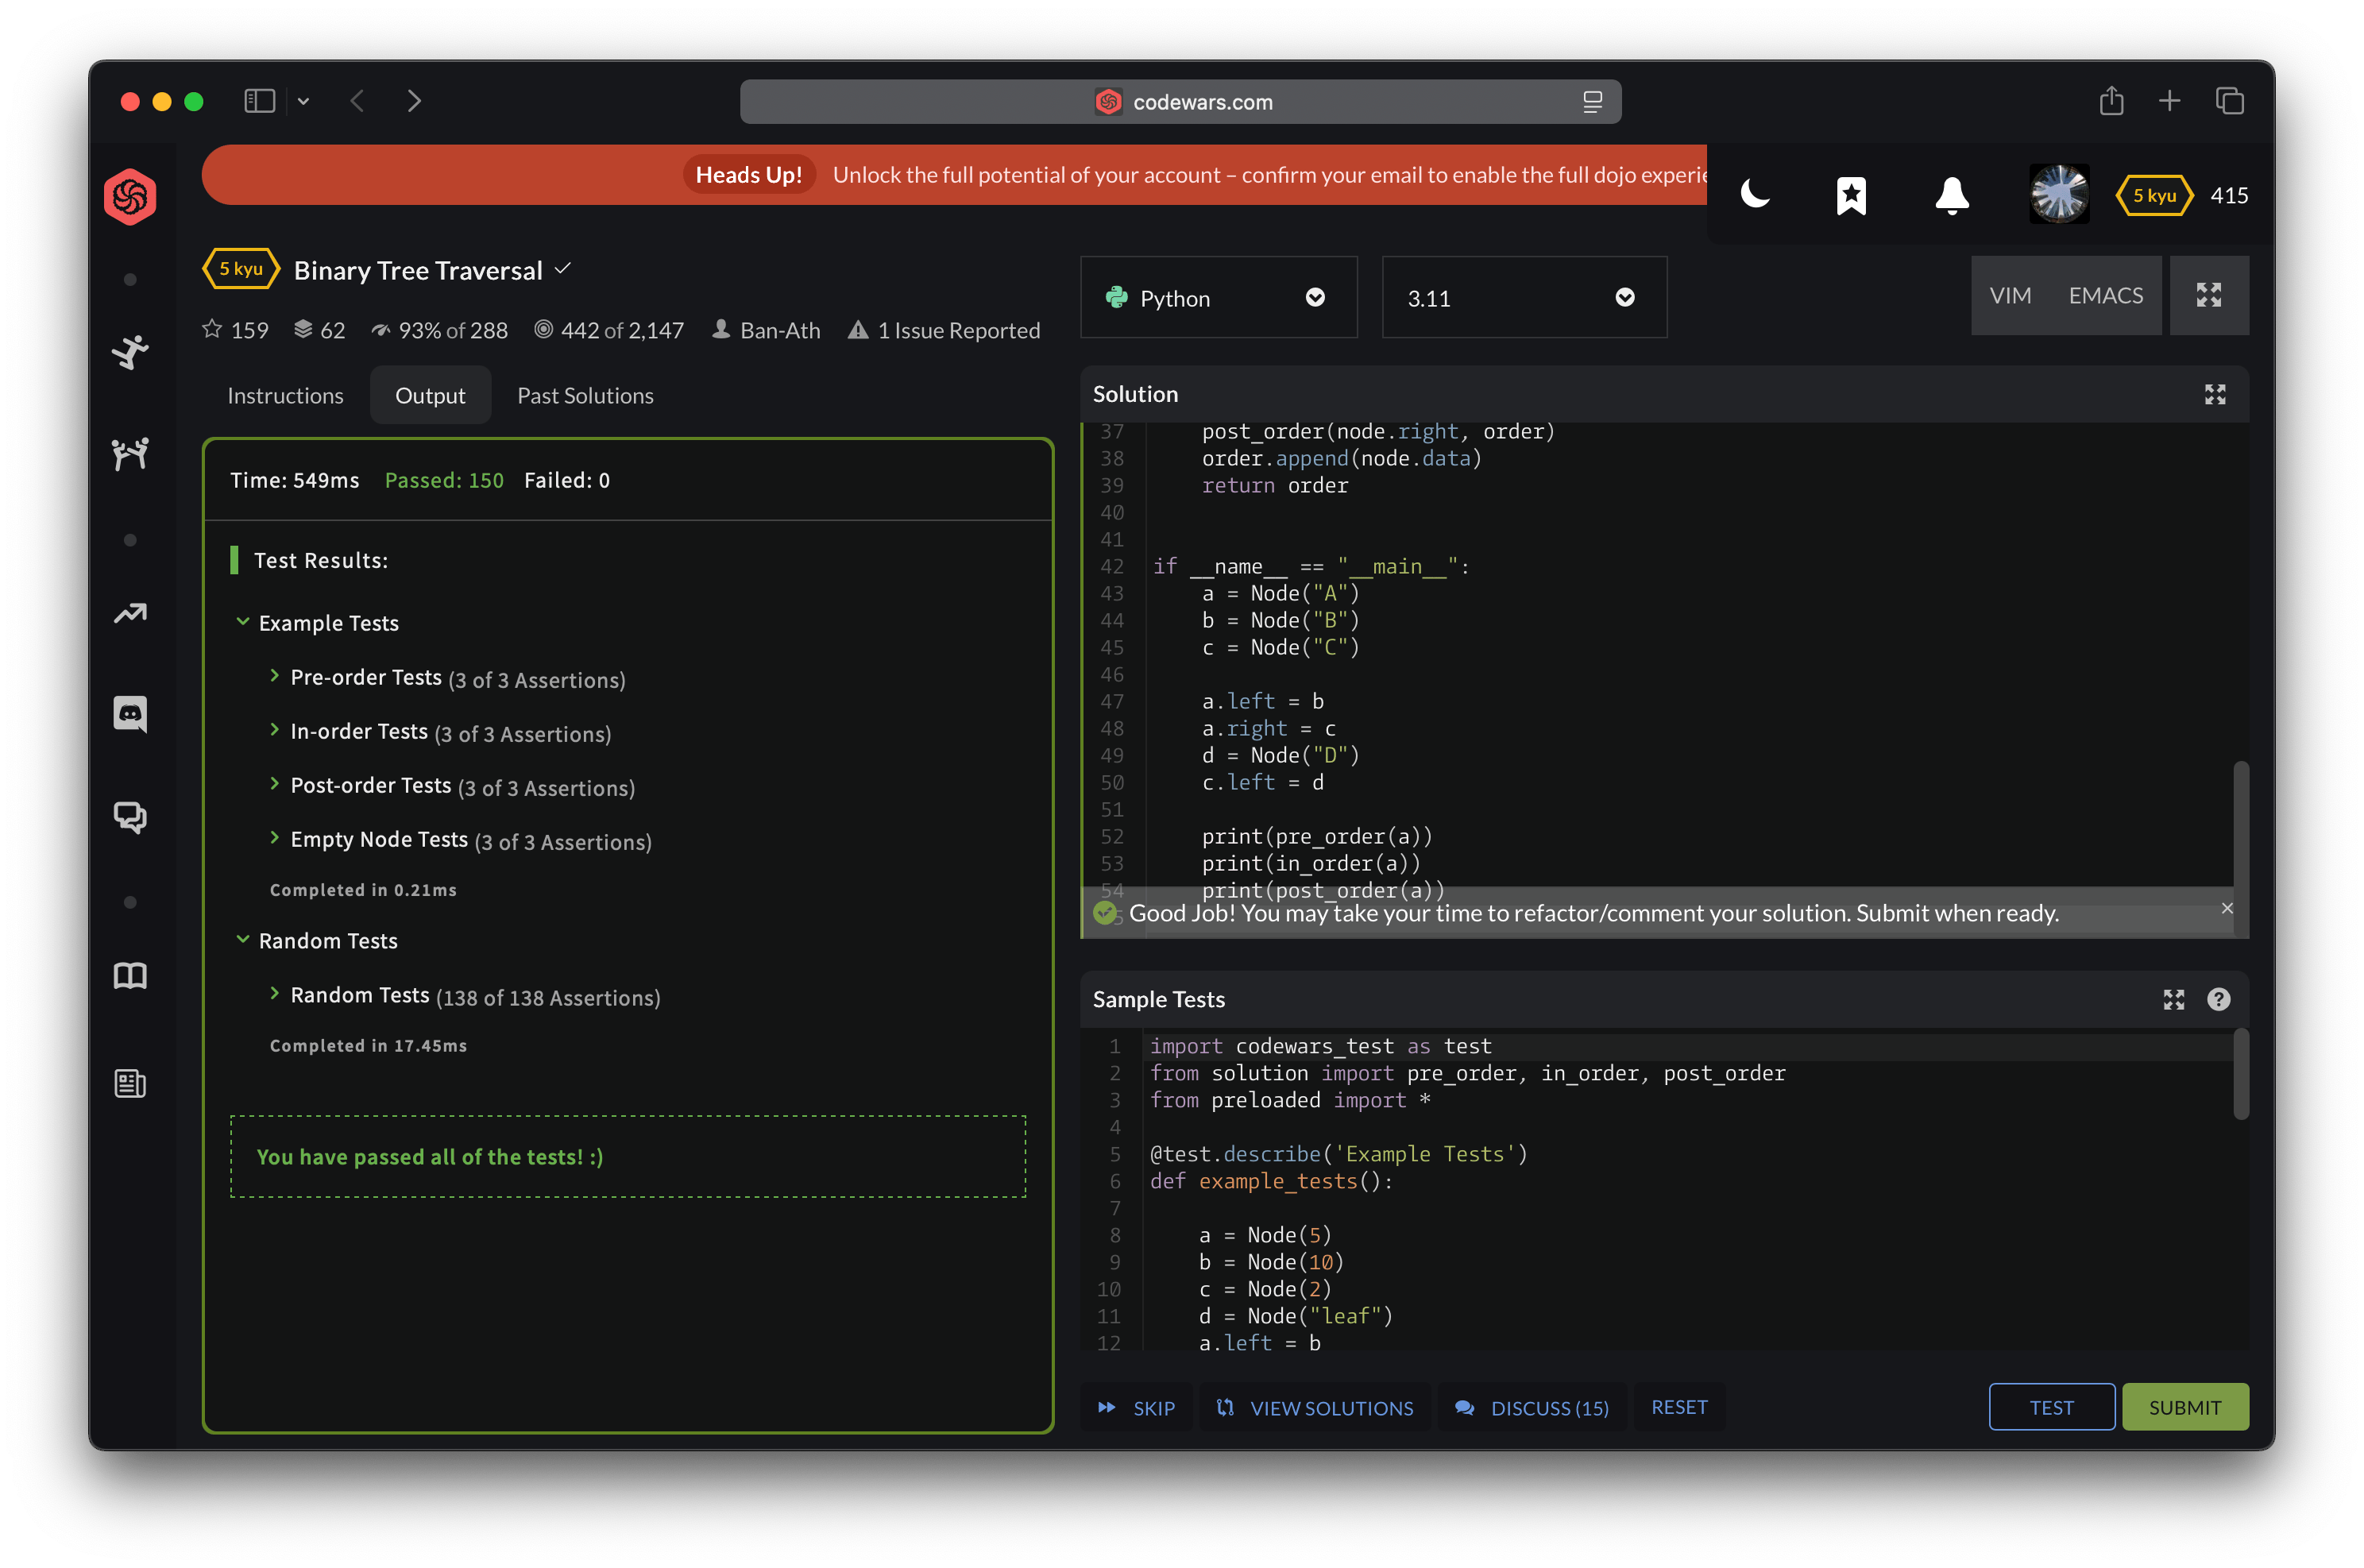 codewars.com
Heads Up! Unlock the full potential of your account – confirm your email to enable the full dojo
5 kyu 415
5 kyu Binary Tree Traversal
159 62 93% of 288 442 of 2,147 Ban-Ath 1 Issue Reported
Instructions Output Past Solutions
Time: 549ms Passed: 150 Failed: 0
Test Results:
Example Tests
Pre-order Tests (3 of 3 Assertions)
In-order Tests (3 of 3 Assertions)
Post-order Tests (3 of 3 Assertions)
Empty Node Tests (3 of 3 Assertions)
Completed in 0.21ms
Random Tests
Random Tests (138 of 138 Assertions)
Completed in 17.45ms
You have passed all of the tests! :)
Python 3.11 VIM EMACS
Solution
37 post_order(node.right, order)
38 order.append(node.data)
39 return order
40
41
42 if __name__ == "__main__":
43 a = Node("A")
44 b = Node("B")
45 c = Node("C")
46
47 a.left = b
48 a.right = c
49 d = Node("D")
50 c.left = d
51
52 print(pre_order(a))
53 print(in_order(a))
54 print(post_order(a))
Good Job! You may take your time to refactor/comment your solution. Submit when ready. ×
Sample Tests
1 import codewars_test as test
2 from solution import pre_order, in_order, post_order
3 from preloaded import *
4
5 @test.describe('Example Tests')
6 def example_tests():
7
8 a = Node(5)
9 b = Node(10)
10 c = Node(2)
11 d = Node("leaf")
12 a.left = b
SKIP VIEW SOLUTIONS DISCUSS (15) RESET TEST SUBMIT